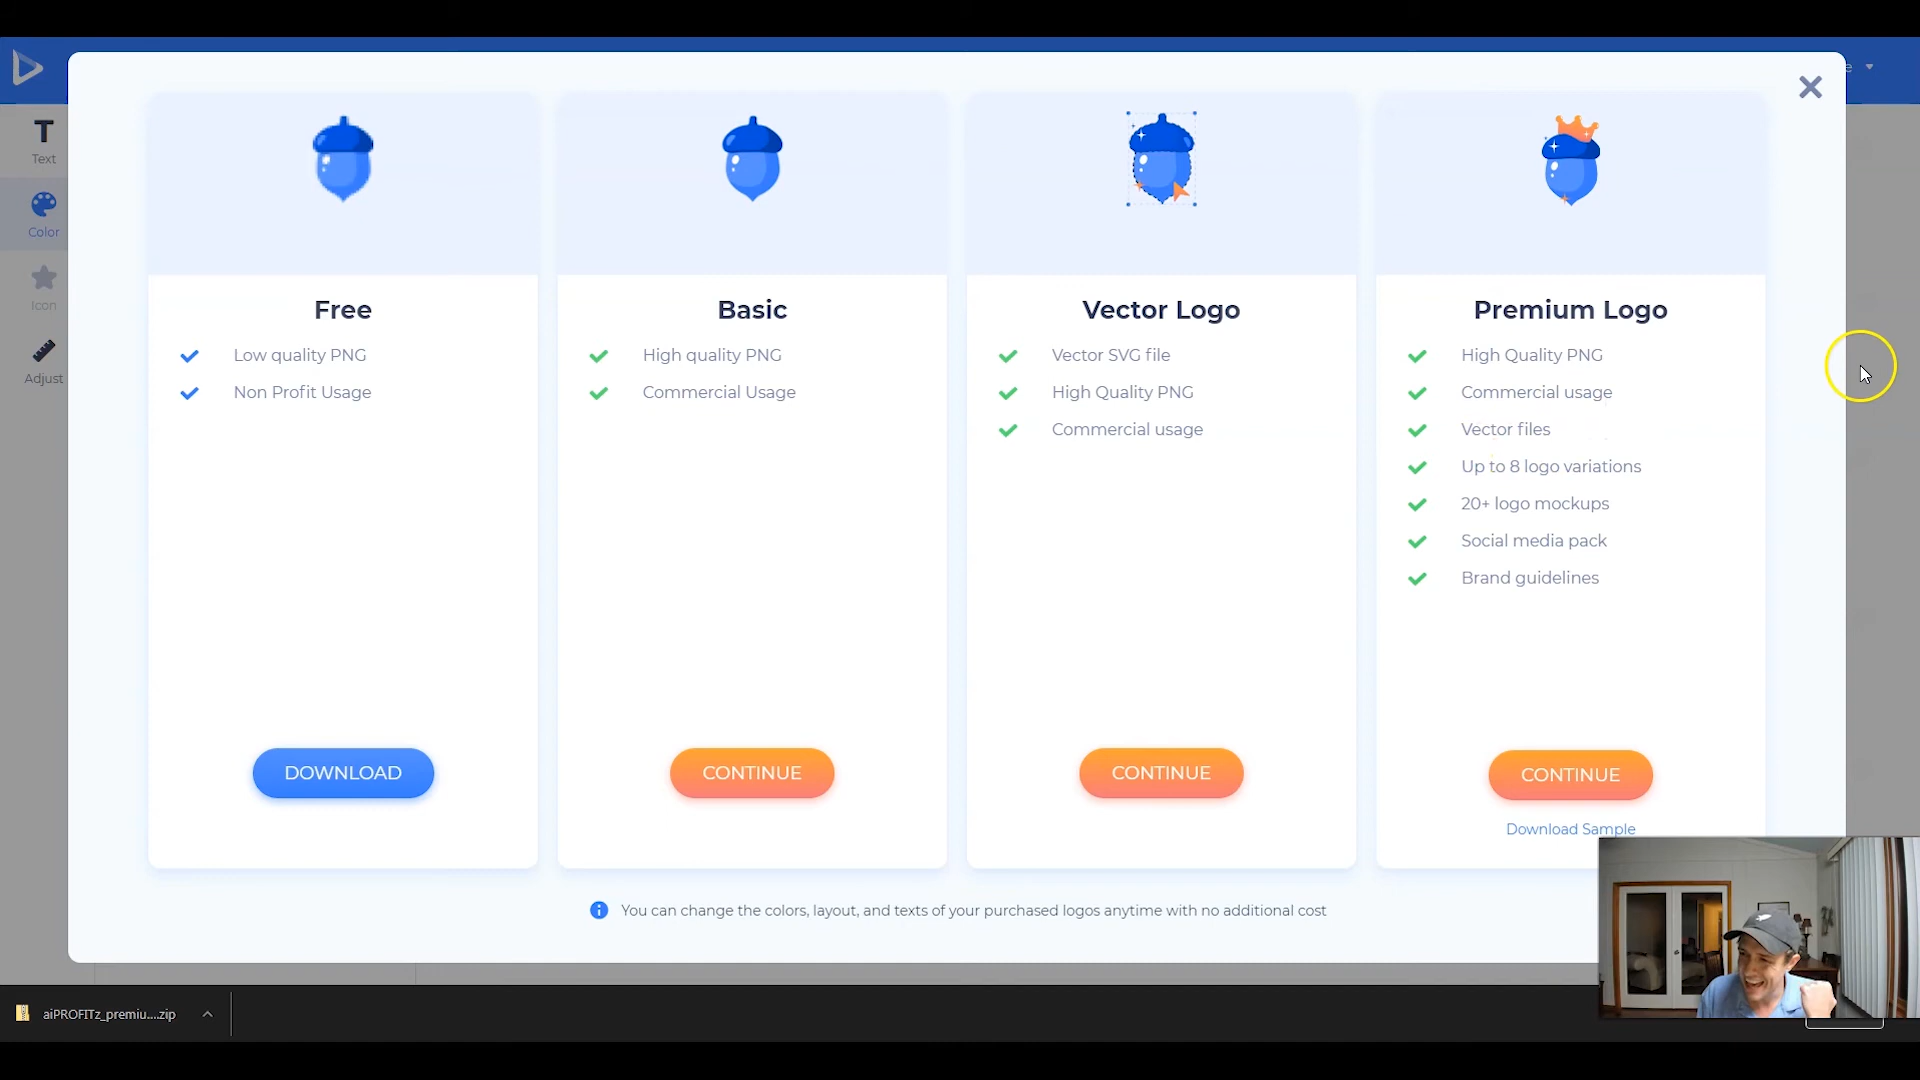 e
Text
Color
Icon
Adjust
Free
Low quality PNG
Non Profit Usage
DOWNLOAD
Basic
High quality PNG
Commercial Usage
CONTINUE
Vector Logo
Vector SVG file
High Quality PNG
Commercial usage
CONTINUE
Premium Logo
High Quality PNG
Commercial usage
Vector files
Up to 8 logo variations
20+ logo mockups
Social media pack
Brand guidelines
CONTINUE
Download Sample
You can change the colors, layout, and texts of your purchased logos anytime with no additional cost
aiPROFITz_premiu....zip